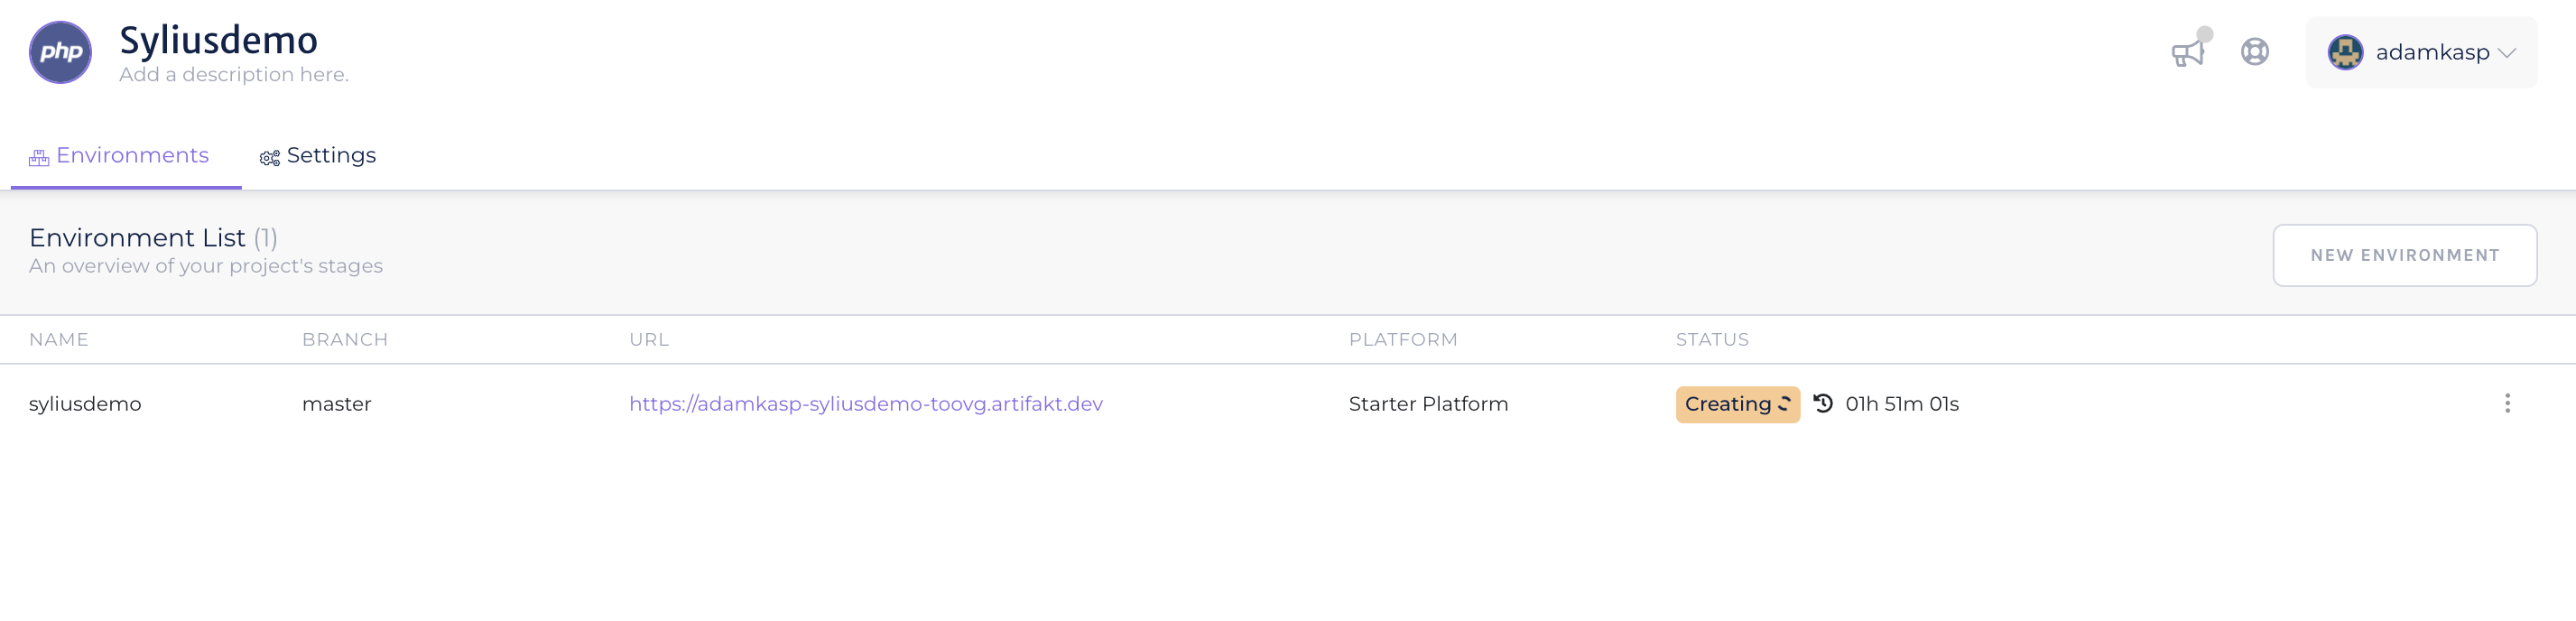 php
Syliusdemo
Add a description here.
adamkasp
Environments
Settings
Environment List (1)
An overview of your project's stages
NEW ENVIRONMENT
NAME BRANCH URL PLATFORM STATUS
syliusdemo master https://adamkasp-syliusdemo-toovg.artifakt.dev Starter Platform Creating 01h 51m 01s